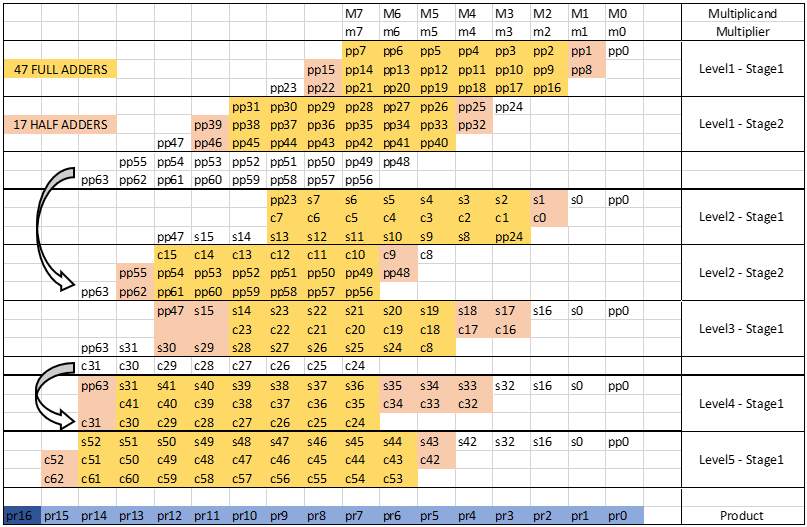 M7 M6 M5 M4 M3 M2 M1 M0 Multiplicand
m7 m6 m5 m4 m3 m2 m1 m0 Multiplier
pp7 pp6 pp5 pp4 pp3 pp2 pp1 pp0
47 FULL ADDERS pp15 pp14 pp13 pp12 pp11 pp10 pp9 pp8 Level1 - Stage1
pp23 pp22 pp21 pp20 pp19 pp18 pp17 pp16
pp31 pp30 pp29 pp28 pp27 pp26 pp25 pp24
17 HALF ADDERS pp39 pp38 pp37 pp36 pp35 pp34 pp33 pp32 Level1 - Stage2
pp47 pp46 pp45 pp44 pp43 pp42 pp41 pp40
pp55 pp54 pp53 pp52 pp51 pp50 pp49 pp48
pp63 pp62 pp61 pp60 pp59 pp58 pp57 pp56
pp23 s7 s6 s5 s4 s3 s2 s1 s0 pp0
c7 c6 c5 c4 c3 c2 c1 c0 Level2 - Stage1
pp47 s15 s14 s13 s12 s11 s10 s9 s8 pp24
c15 c14 c13 c12 c11 c10 c9 c8
pp55 pp54 pp53 pp52 pp51 pp50 pp49 pp48 Level2 - Stage2
pp63 pp62 pp61 pp60 pp59 pp58 pp57 pp56
pp47 s15 s14 s23 s22 s21 s20 s19 s18 s17 s16 s0 pp0
c23 c22 c21 c20 c19 c18 c17 c16 Level3 - Stage1
pp63 s31 s30 s29 s28 s27 s26 s25 s24 c8
c31 c30 c29 c28 c27 c26 c25 c24
pp63 s31 s41 s40 s39 s38 s37 s36 s35 s34 s33 s32 s16 s0 pp0
c41 c40 c39 c38 c37 c36 c35 c34 c33 c32 Level4 - Stage1
c31 c30 c29 c28 c27 c26 c25 c24
s52 s51 s50 s49 s48 s47 s46 s45 s44 s43 s42 s32 s16 s0 pp0
c52 c51 c50 c49 c48 c47 c46 c45 c44 c43 c42 Level5 - Stage1
c62 c61 c60 c59 c58 c57 c56 c55 c54 c53
pr16 pr15 pr14 pr13 pr12 pr11 pr10 pr9 pr8 pr7 pr6 pr5 pr4 pr3 pr2 pr1 pr0 Product